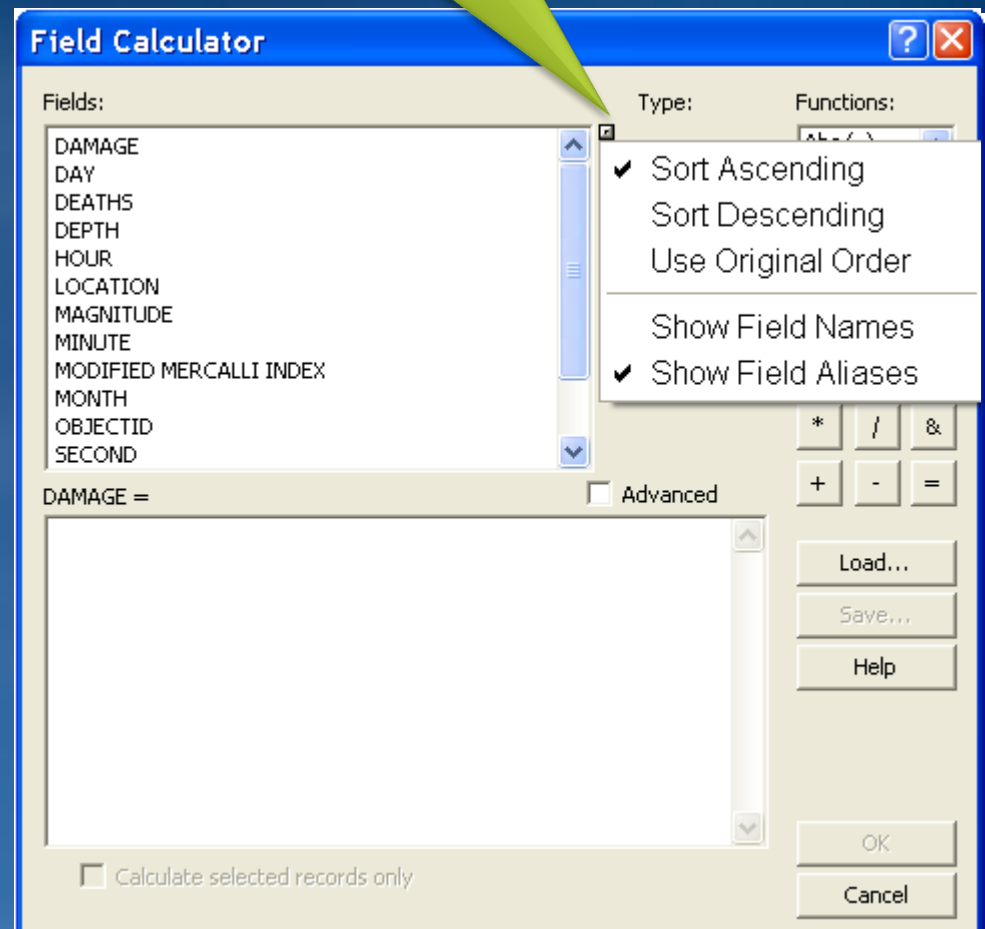 Field Calculator
Fields:
Type:
Functions:
DAMAGE
DAY
DEATHS
DEPTH
HOUR
LOCATION
MAGNITUDE
MINUTE
MODIFIED MERCALLI INDEX
MONTH
OBJECTID
SECOND
✔ Sort Ascending
Sort Descending
Use Original Order
Show Field Names
✔ Show Field Aliases
* / &
+ - =
DAMAGE =
Advanced
Load...
Save...
Help
Calculate selected records only
OK
Cancel